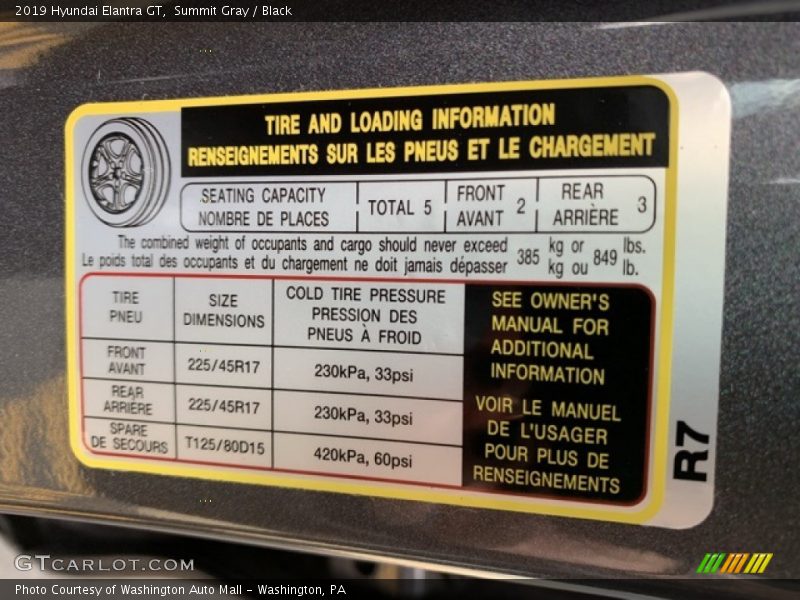 2019 Hyundai Elantra GT,  Summit Gray / Black
TIRE AND LOADING INFORMATION
RENSEIGNEMENTS SUR LES PNEUS ET LE CHARGEMENT
SEATING CAPACITY
NOMBRE DE PLACES
TOTAL 5
FRONT
AVANT 2
REAR
ARRIÈRE 3
The combined weight of occupants and cargo should never exceed 385 kg or 849 lbs.
Le poids total des occupants et du chargement ne doit jamais dépasser kg ou lb.
TIRE
PNEU
SIZE
DIMENSIONS
COLD TIRE PRESSURE
PRESSION DES
PNEUS À FROID
FRONT
AVANT
225/45R17
230kPa, 33psi
REAR
ARRIÈRE
225/45R17
230kPa, 33psi
SPARE
DE SECOURS
T125/80D15
420kPa, 60psi
SEE OWNER'S
MANUAL FOR
ADDITIONAL
INFORMATION
VOIR LE MANUEL
DE L'USAGER
POUR PLUS DE
RENSEIGNEMENTS
R7
GTCARLOT.COM
Photo Courtesy of Washington Auto Mall - Washington, PA